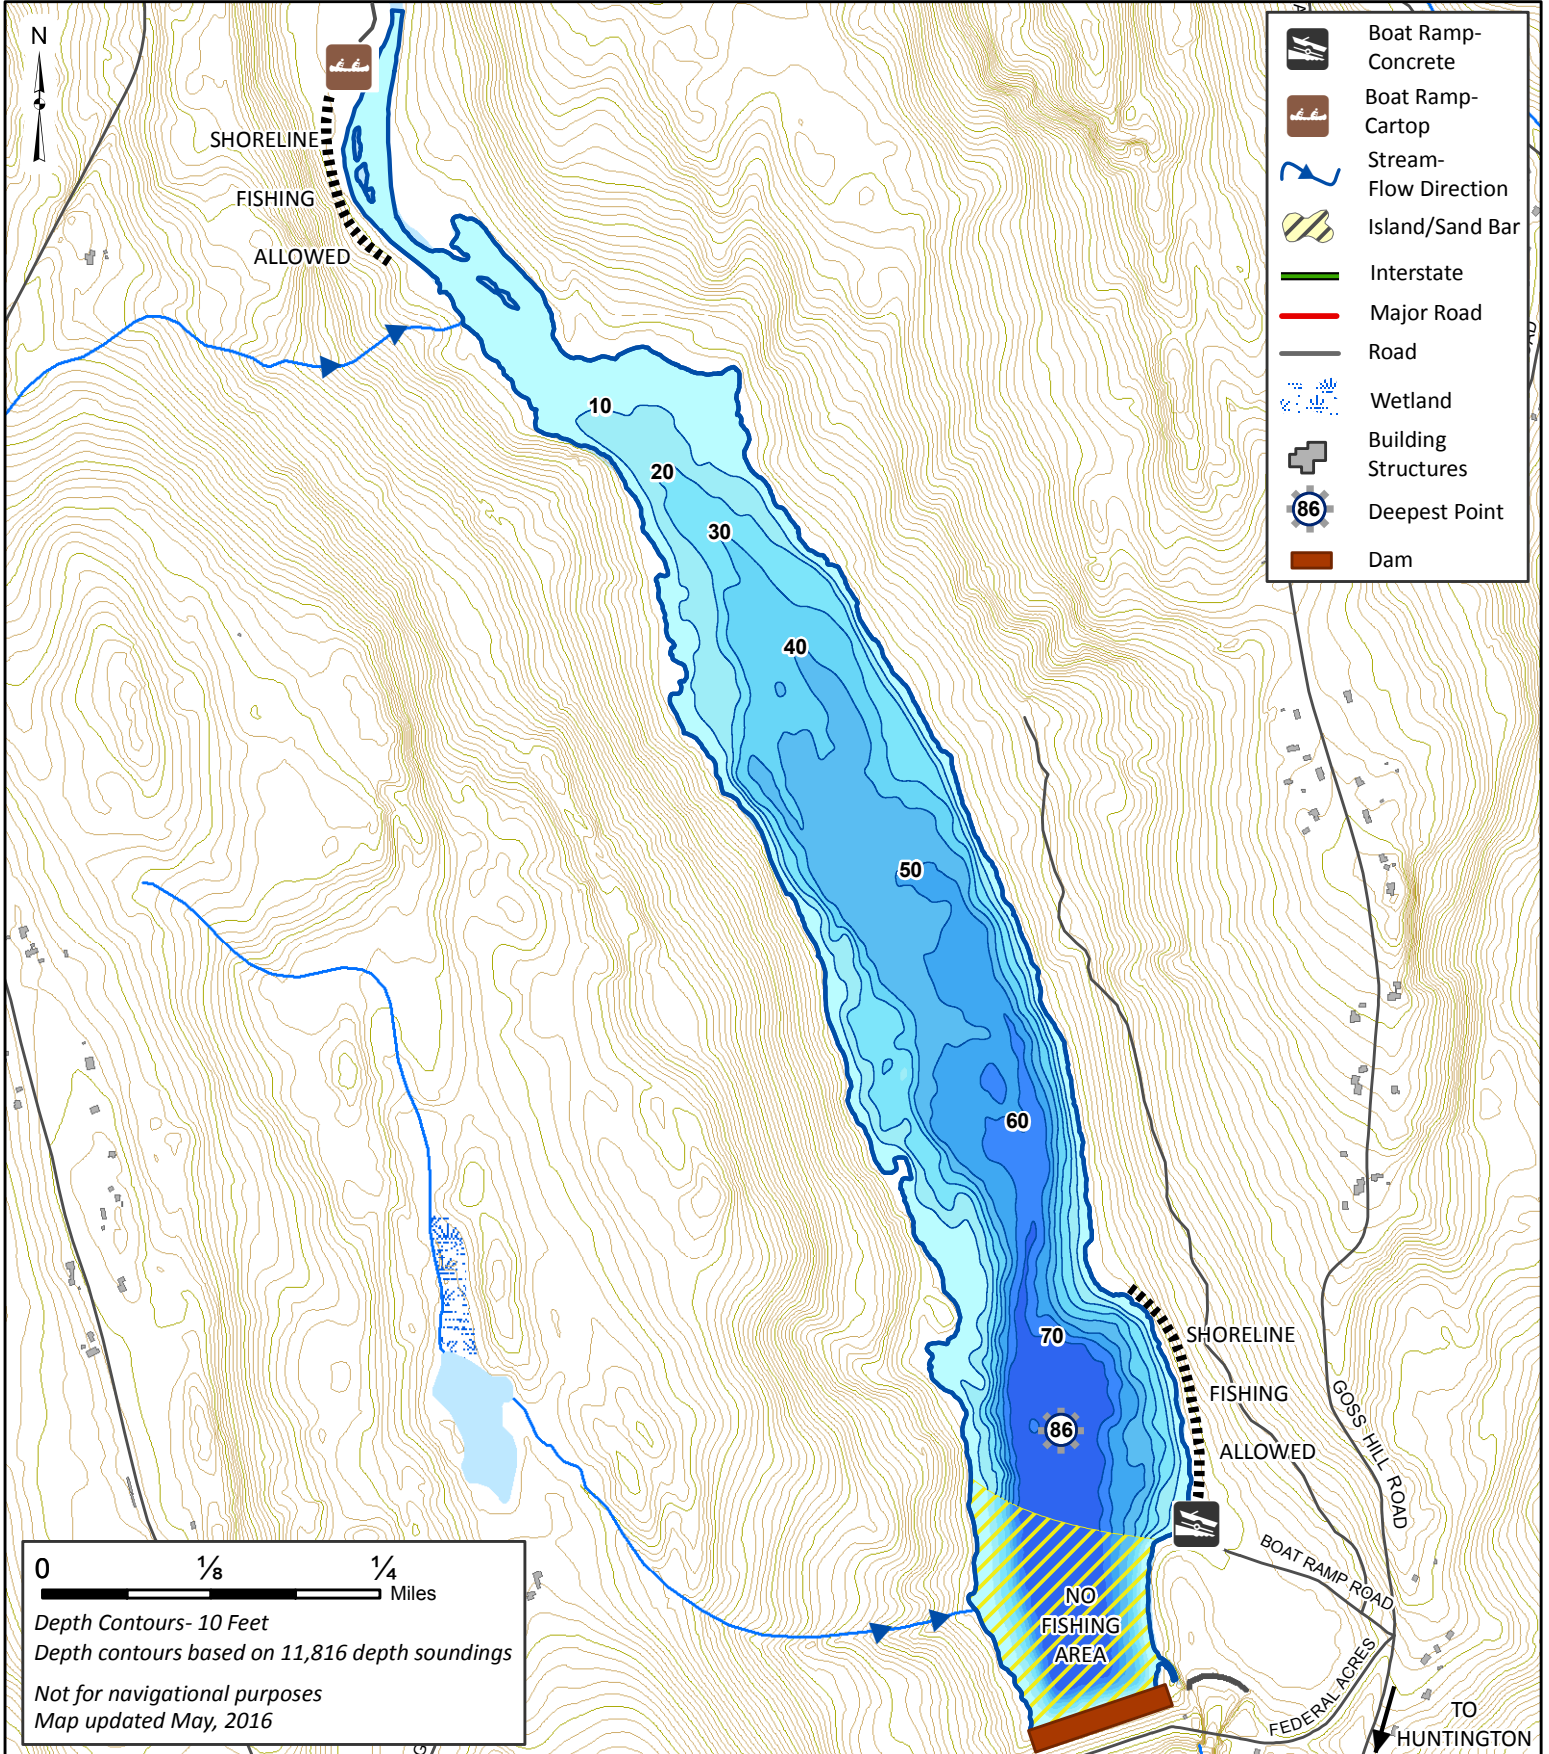 N
SHORELINE
FISHING
ALLOWED
Boat Ramp-
Concrete
Boat Ramp-
Cartop
Stream-
Flow Direction
Island/Sand Bar
Interstate
Major Road
Road
Wetland
Building
Structures
86
Deepest Point
Dam
10
20
30
40
50
60
70
86
SHORELINE
FISHING
ALLOWED
GOSS HILL ROAD
BOAT RAMP ROAD
FEDERAL ACRES
NO
FISHING
AREA
TO
HUNTINGTON
0 1/8 1/4
Miles
Depth Contours- 10 Feet
Depth contours based on 11,816 depth soundings
Not for navigational purposes
Map updated May, 2016